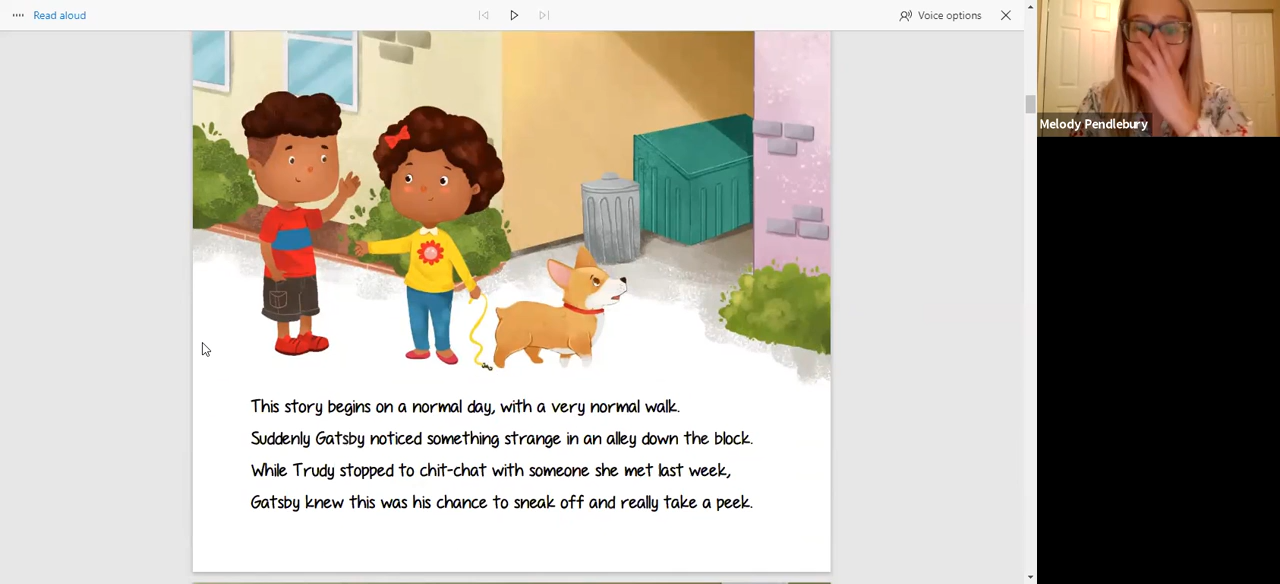 Read aloud
Voice options
Melody Pendlebury
This story begins on a normal day, with a very normal walk.
Suddenly Gatsby noticed something strange in an alley down the block.
While Trudy stopped to chit-chat with someone she met last week,
Gatsby knew this was his chance to sneak off and really take a peek.